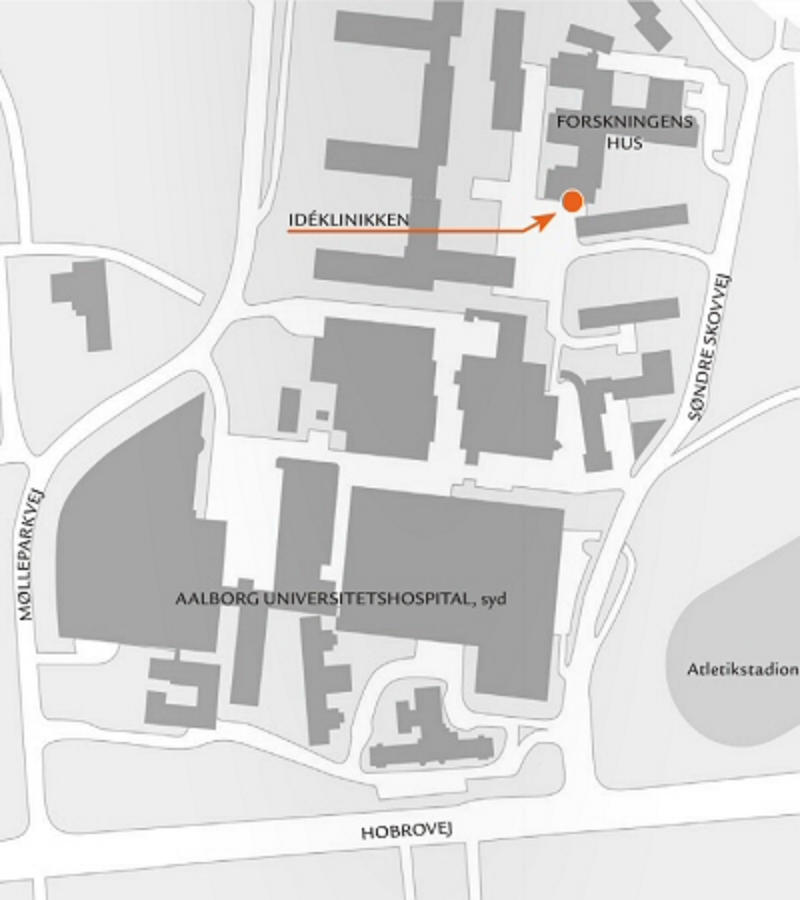 FORSKNINGENS
HUS
IDÉKLINIKKEN
SØNDRE SKOVVEJ
MØLLEPARKVEJ
AALBORG UNIVERSITETSHOSPITAL, syd
Atletikstadion
HOBROVEJ